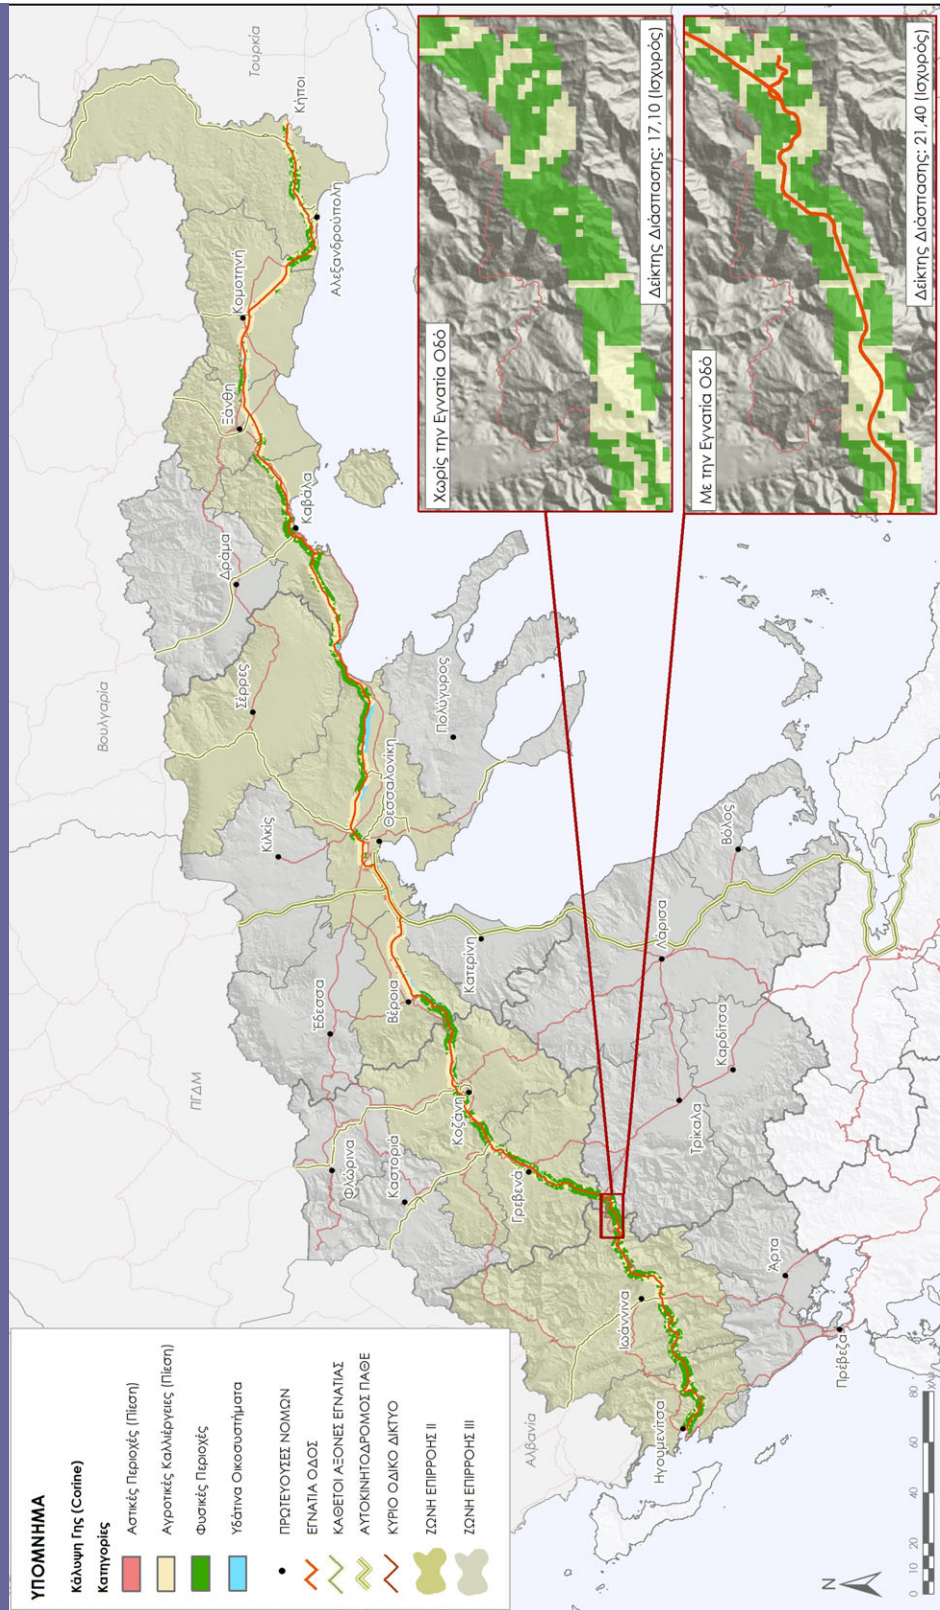 ΥΠΟΜΝΗΜΑ
Κάλυψη Γης (Corine)
Κατηγορίες
Αστικές Περιοχές (Πίεση)
Αγροτικές Καλλιέργειες (Πίεση)
Φυσικές Περιοχές
Υδάτινα Οικοσυστήματα
ΠΡΩΤΕΥΟΥΣΕΣ ΝΟΜΩΝ
ΕΓΝΑΤΙΑ ΟΔΟΣ
ΚΑΘΕΤΟΙ ΑΞΟΝΕΣ ΕΓΝΑΤΙΑΣ
ΑΥΤΟΚΙΝΗΤΟΔΡΟΜΟΣ ΠΑΘΕ
ΚΥΡΙΟ ΟΔΙΚΟ ΔΙΚΤΥΟ
ΖΩΝΗ ΕΠΙΡΡΟΗΣ ΙΙ
ΖΩΝΗ ΕΠΙΡΡΟΗΣ ΙΙΙ
N
0 10 20 40 60 80
Αλβανία
ΠΓΔΜ
Βουλγαρία
Τουρκία
Ηγουμενίτσα
Ιωάννινα
Πρέβεζα
Άρτα
Γρεβενά
Καστοριά
Φλώρινα
Κοζάνη
Τρίκαλα
Καρδίτσα
Έδεσσα
Βέροια
Κατερίνη
Λάρισα
Βόλος
Κιλκίς
Θεσσαλονίκη
Πολύγυρος
Σέρρες
Δράμα
Καβάλα
Ξάνθη
Κομοτηνή
Αλεξανδρούπολη
Κήποι
Χωρίς την Εγνατία Οδό
Δείκτης Διάσπασης: 17,10 (Ισχυρός)
Με την Εγνατία Οδό
Δείκτης Διάσπασης: 21,40 (Ισχυρός)